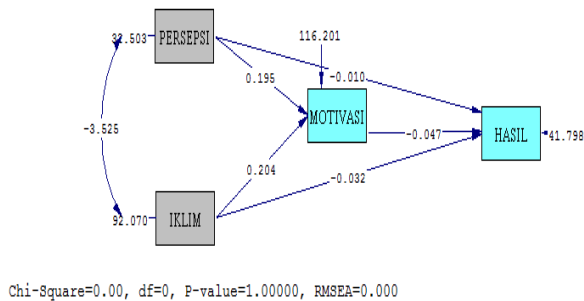 33.503
PERSEPSI
116.201
-0.010
0.195
MOTIVASI
-3.525
-0.047
HASIL
41.798
0.204
-0.032
92.070
IKLIM
Chi-Square=0.00, df=0, P-value=1.00000, RMSEA=0.000